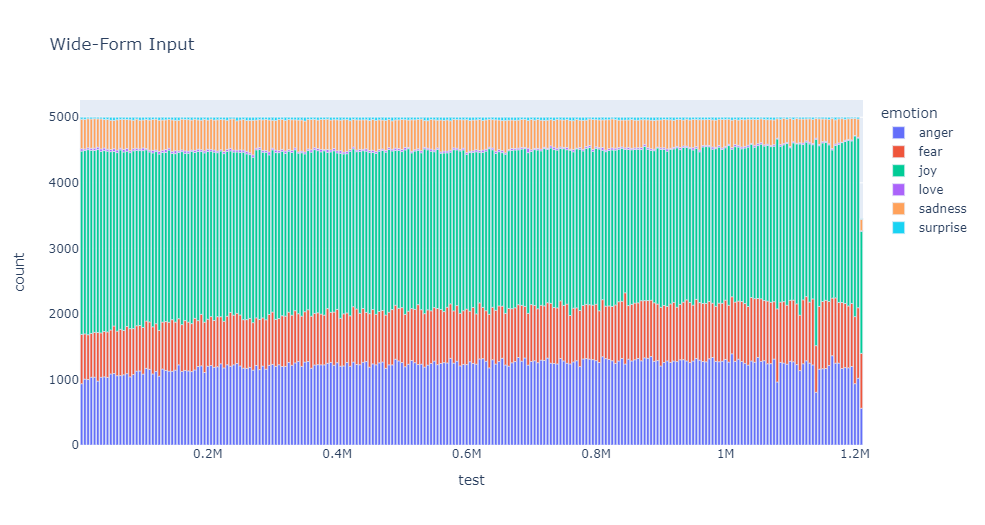 Wide-Form Input
emotion
anger
fear
joy
love
sadness
surprise
count
5000
4000
3000
2000
1000
0
0.2M
0.4M
0.6M
0.8M
1M
1.2M
test